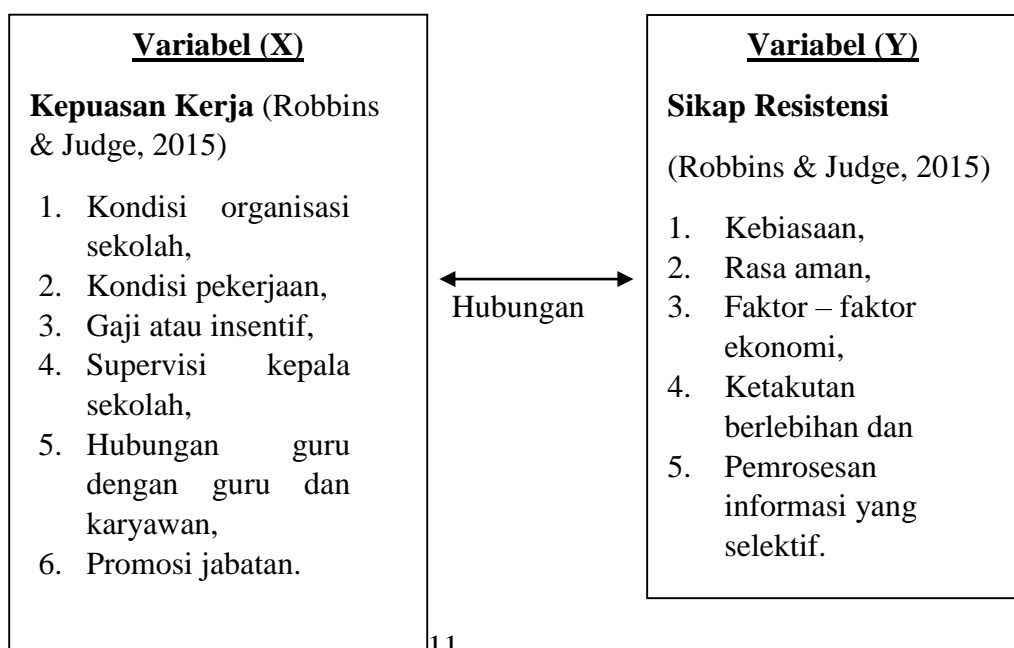 Variabel (X)
Kepuasan Kerja (Robbins
& Judge, 2015)
1. Kondisi organisasi
sekolah,
2. Kondisi pekerjaan,
3. Gaji atau insentif,
4. Supervisi kepala
sekolah,
5. Hubungan guru
dengan guru dan
karyawan,
6. Promosi jabatan.
Hubungan
Variabel (Y)
Sikap Resistensi
(Robbins & Judge, 2015)
1. Kebiasaan,
2. Rasa aman,
3. Faktor – faktor
ekonomi,
4. Ketakutan
berlebihan dan
5. Pemrosesan
informasi yang
selektif.
11